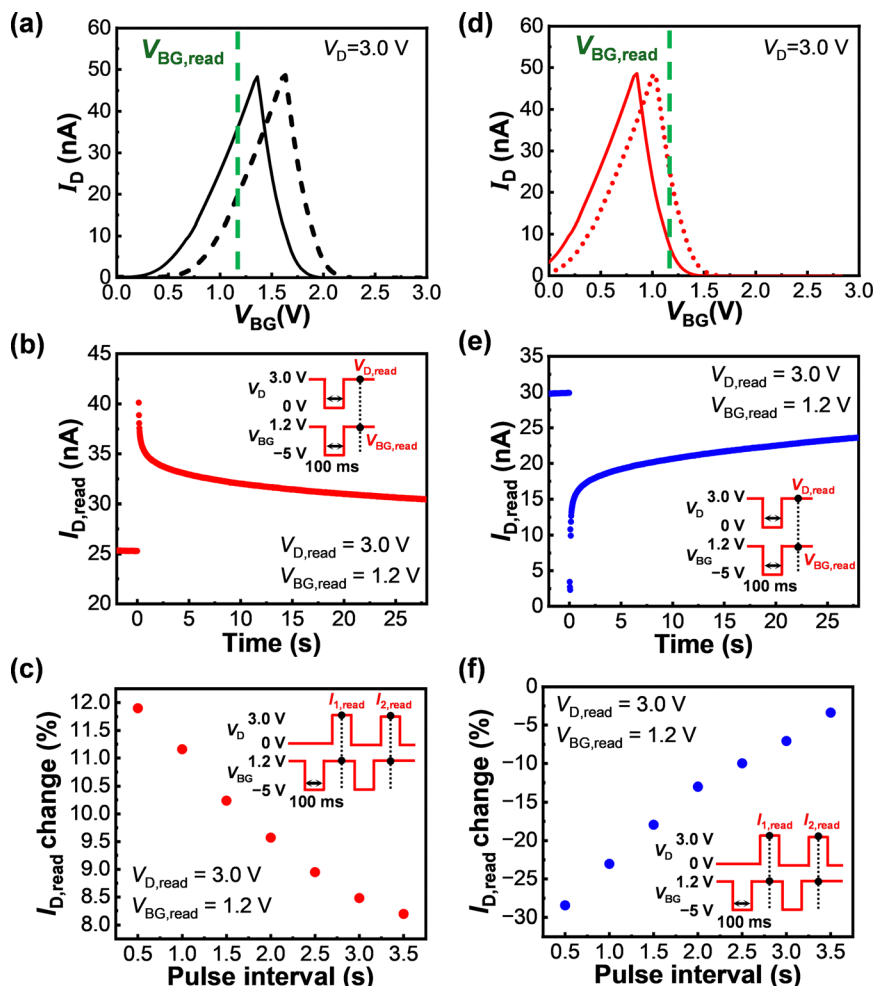 (a)
V_BG,read
V_D=3.0 V
60
50
40
30
20
10
0
I_D (nA)
0.0 0.5 1.0 1.5 2.0 2.5 3.0
V_BG(V)
(d)
V_BG,read
V_D=3.0 V
60
50
40
30
20
10
0
I_D (nA)
0.0 0.5 1.0 1.5 2.0 2.5 3.0
V_BG(V)
(b)
45
40
35
30
25
20
I_D,read (nA)
V_D,read
3.0 V
V_D
0 V
1.2 V
V_BG
V_BG,read
−5 V
100 ms
V_D,read = 3.0 V
V_BG,read = 1.2 V
0 5 10 15 20 25
Time (s)
(e)
35
30
25
20
15
10
5
0
I_D,read (nA)
V_D,read = 3.0 V
V_BG,read = 1.2 V
V_D,read
3.0 V
V_D
0 V
1.2 V
V_BG
V_BG,read
−5 V
100 ms
0 5 10 15 20 25
Time (s)
(c)
12.0
11.5
11.0
10.5
10.0
9.5
9.0
8.5
8.0
I_D,read change (%)
I_1,read I_2,read
3.0 V
V_D
0 V
1.2 V
V_BG
−5 V
100 ms
V_D,read = 3.0 V
V_BG,read = 1.2 V
0.5 1.0 1.5 2.0 2.5 3.0 3.5
Pulse interval (s)
(f)
0
−5
−10
−15
−20
−25
−30
I_D,read change (%)
V_D,read = 3.0 V
V_BG,read = 1.2 V
I_1,read I_2,read
3.0 V
V_D
0 V
1.2 V
V_BG
−5 V
100 ms
0.5 1.0 1.5 2.0 2.5 3.0 3.5
Pulse interval (s)